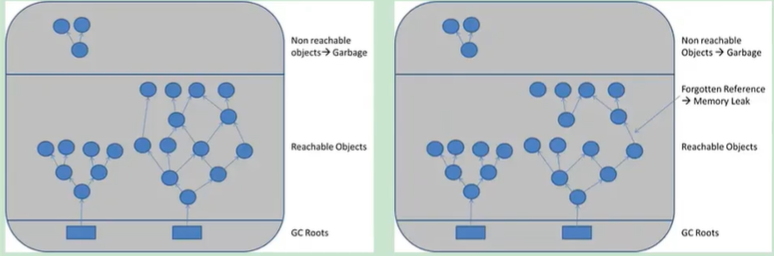 Non reachable
objects→ Garbage
Reachable Objects
GC Roots
Non reachable
Objects → Garbage
Forgotten Reference
→ Memory Leak
Reachable Objects
GC Roots